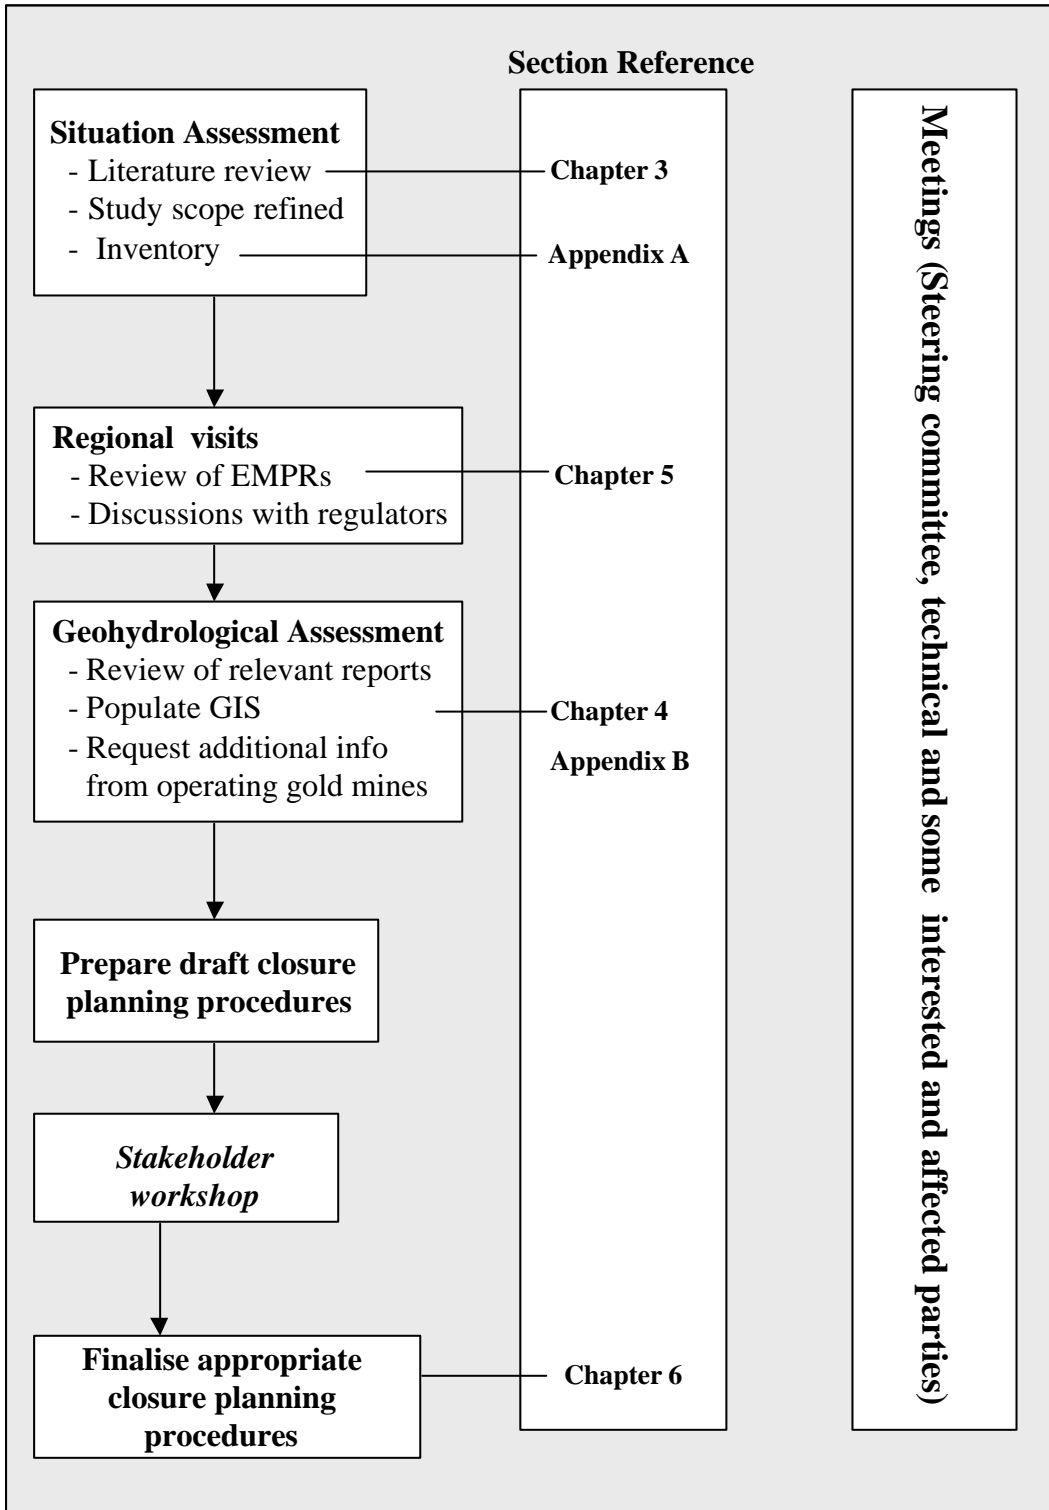 Section Reference
Situation Assessment
- Literature review
- Study scope refined
- Inventory
Chapter 3
Appendix A
Regional visits
- Review of EMPRs
- Discussions with regulators
Chapter 5
Geohydrological Assessment
- Review of relevant reports
- Populate GIS
- Request additional info
from operating gold mines
Chapter 4
Appendix B
Prepare draft closure
planning procedures
Stakeholder
workshop
Finalise appropriate
closure planning
procedures
Chapter 6
Meetings (Steering committee, technical and some interested and affected parties)